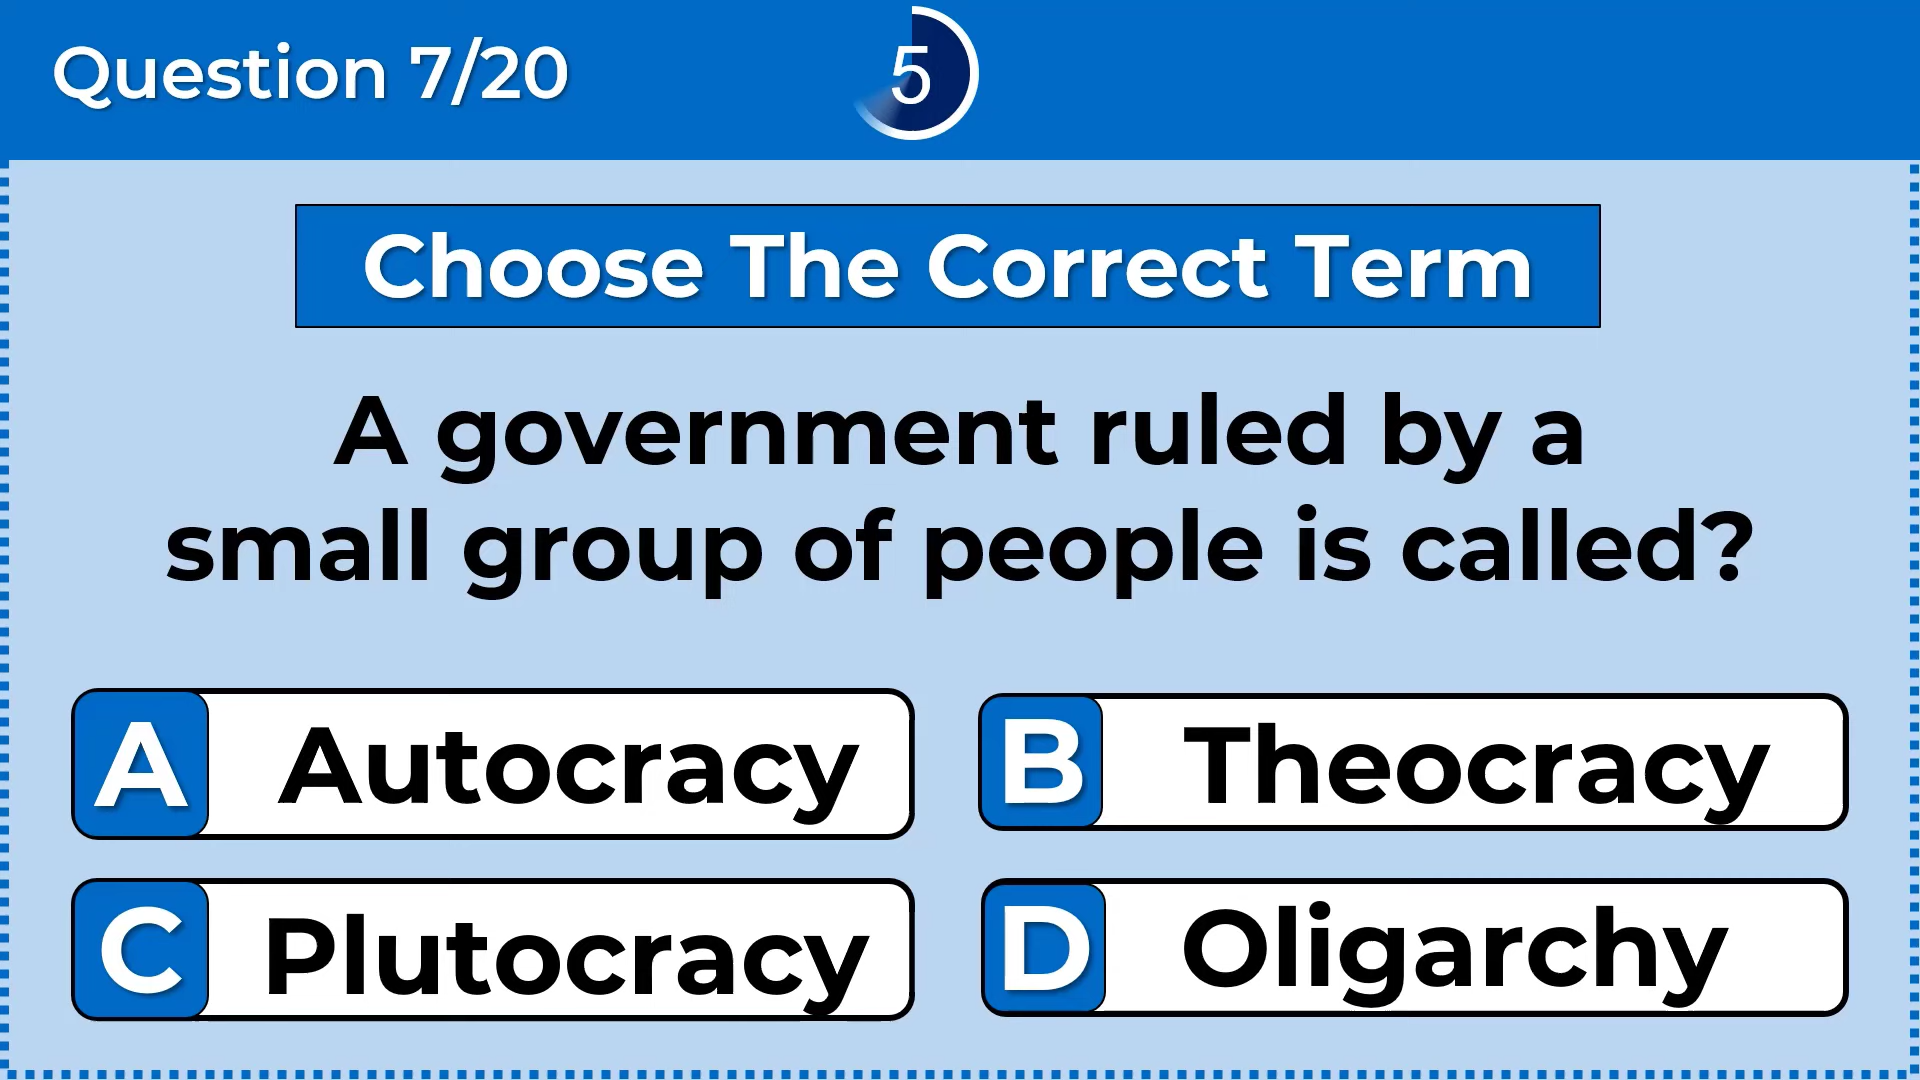 Question 7/20
5
Choose The Correct Term
A government ruled by a
small group of people is called?
A Autocracy
B Theocracy
C Plutocracy
D Oligarchy